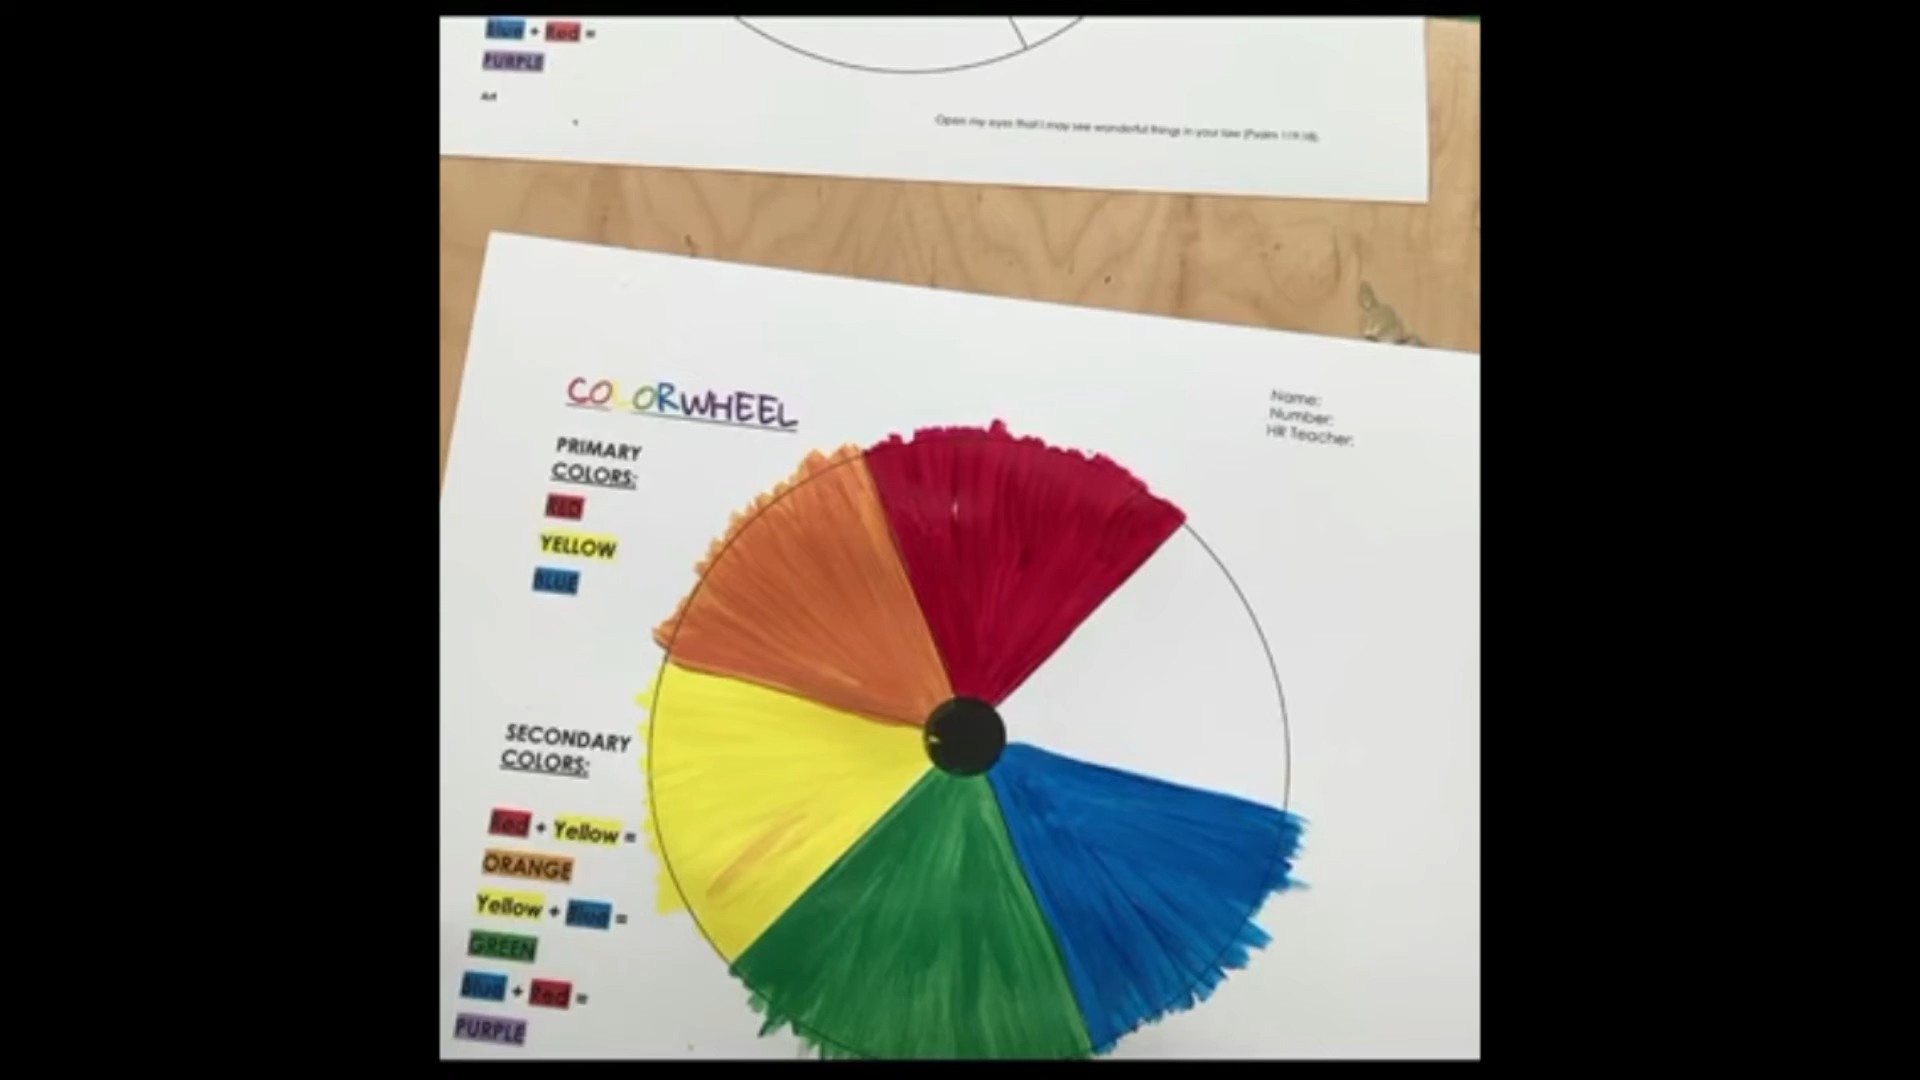 Blue + Red =
PURPLE
Art
Open my eyes that I may see wonderful things in your law (Psalm 119:18).
COLORWHEEL
Name:
Number:
HR Teacher:
PRIMARY
COLORS:
RED
YELLOW
BLUE
SECONDARY
COLORS:
Red + Yellow =
ORANGE
Yellow + Blue =
GREEN
Blue + Red =
PURPLE